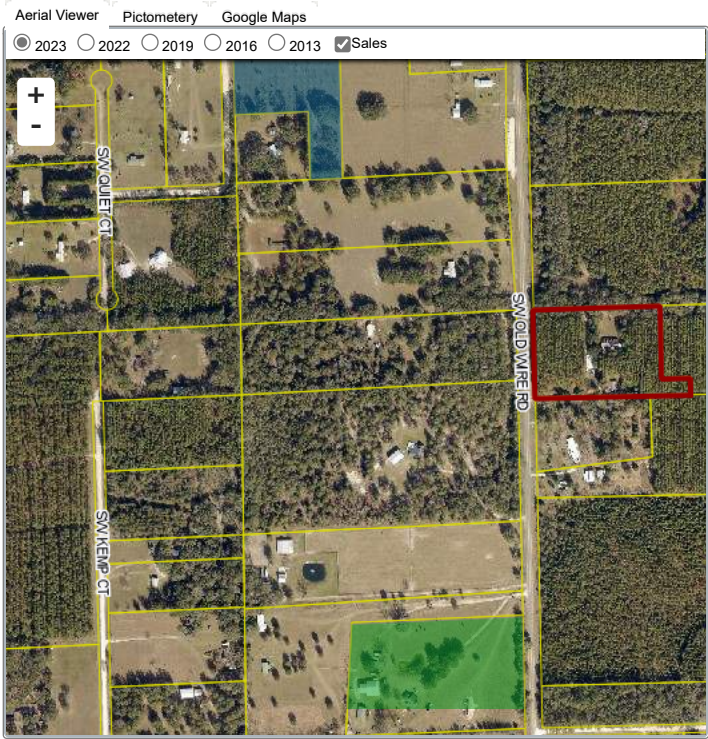 Aerial Viewer Pictometery Google Maps
2023 2022 2019 2016 2013 Sales
+
-
SW QUIET CT
SW OLD WIRE RD
SW KEMP CT